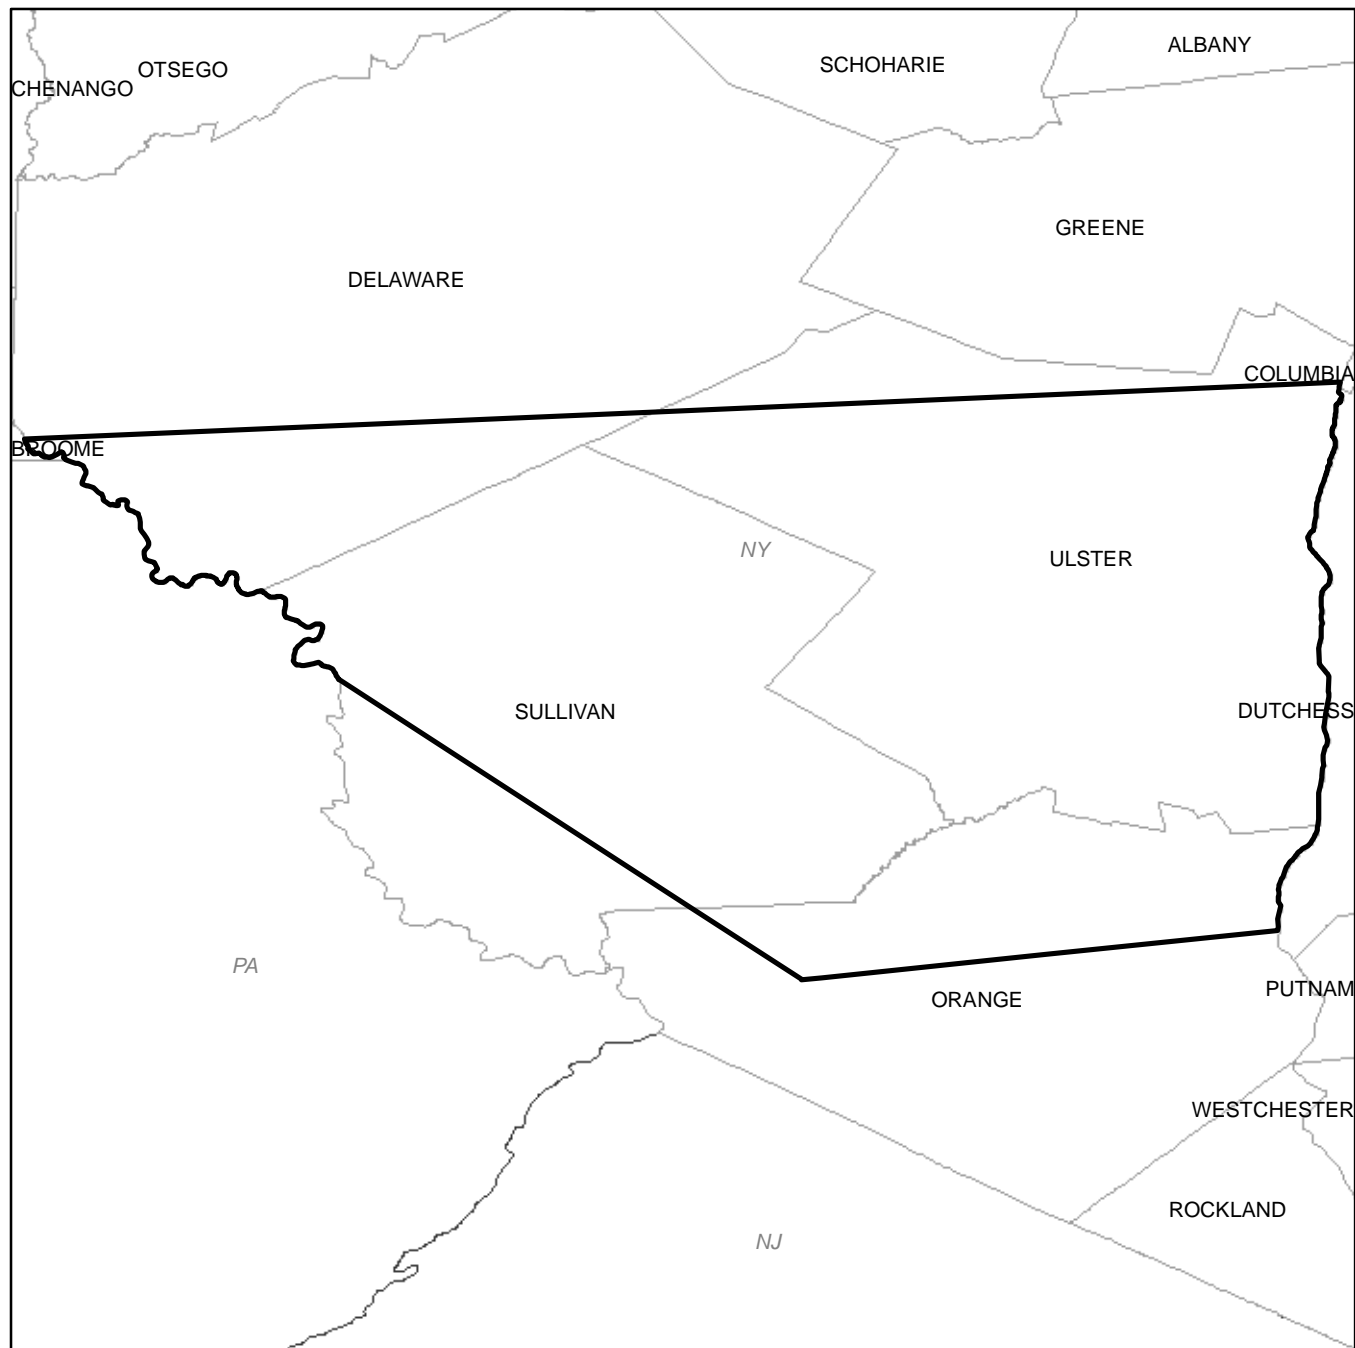 ALBANY
SCHOHARIE
OTSEGO
CHENANGO
GREENE
DELAWARE
COLUMBIA
BROOME
NY
ULSTER
SULLIVAN
DUTCHESS
PA
PUTNAM
ORANGE
WESTCHESTER
ROCKLAND
NJ